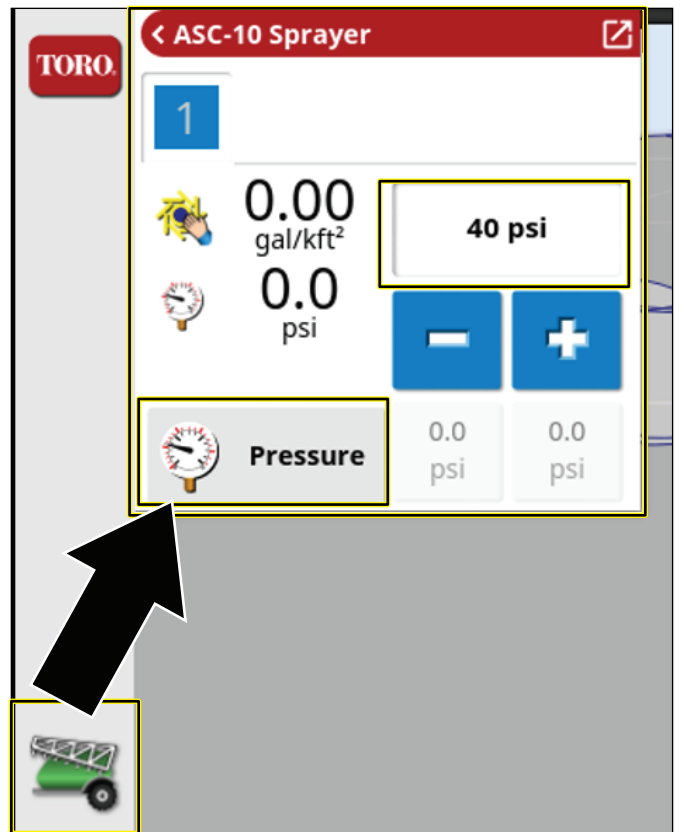 TORO.
< ASC-10 Sprayer
1
0.00
gal/kft²
40 psi
0.0
psi
Pressure
0.0
psi
0.0
psi